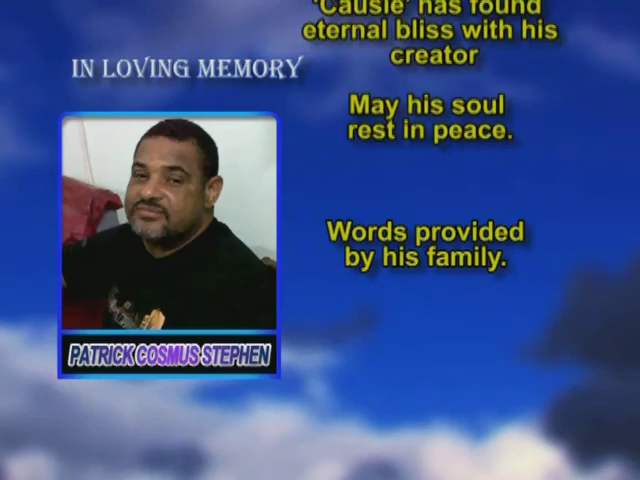 'Causie' has found
eternal bliss with his
creator
IN LOVING MEMORY
May his soul
rest in peace.
Words provided
by his family.
PATRICK COSMUS STEPHEN